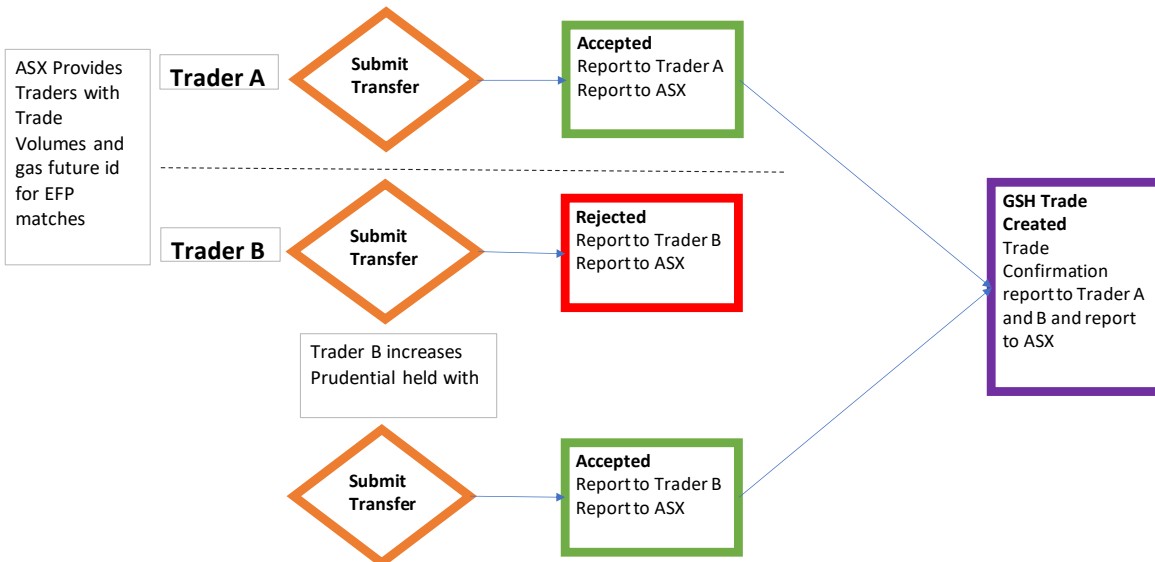 ASX Provides
Traders with
Trade
Volumes and
gas future id
for EFP
matches
Trader A
Submit
Transfer
Accepted
Report to Trader A
Report to ASX
Trader B
Submit
Transfer
Rejected
Report to Trader B
Report to ASX
Trader B increases
Prudential held with
Submit
Transfer
Accepted
Report to Trader B
Report to ASX
GSH Trade
Created
Trade
Confirmation
report to Trader A
and B and report
to ASX